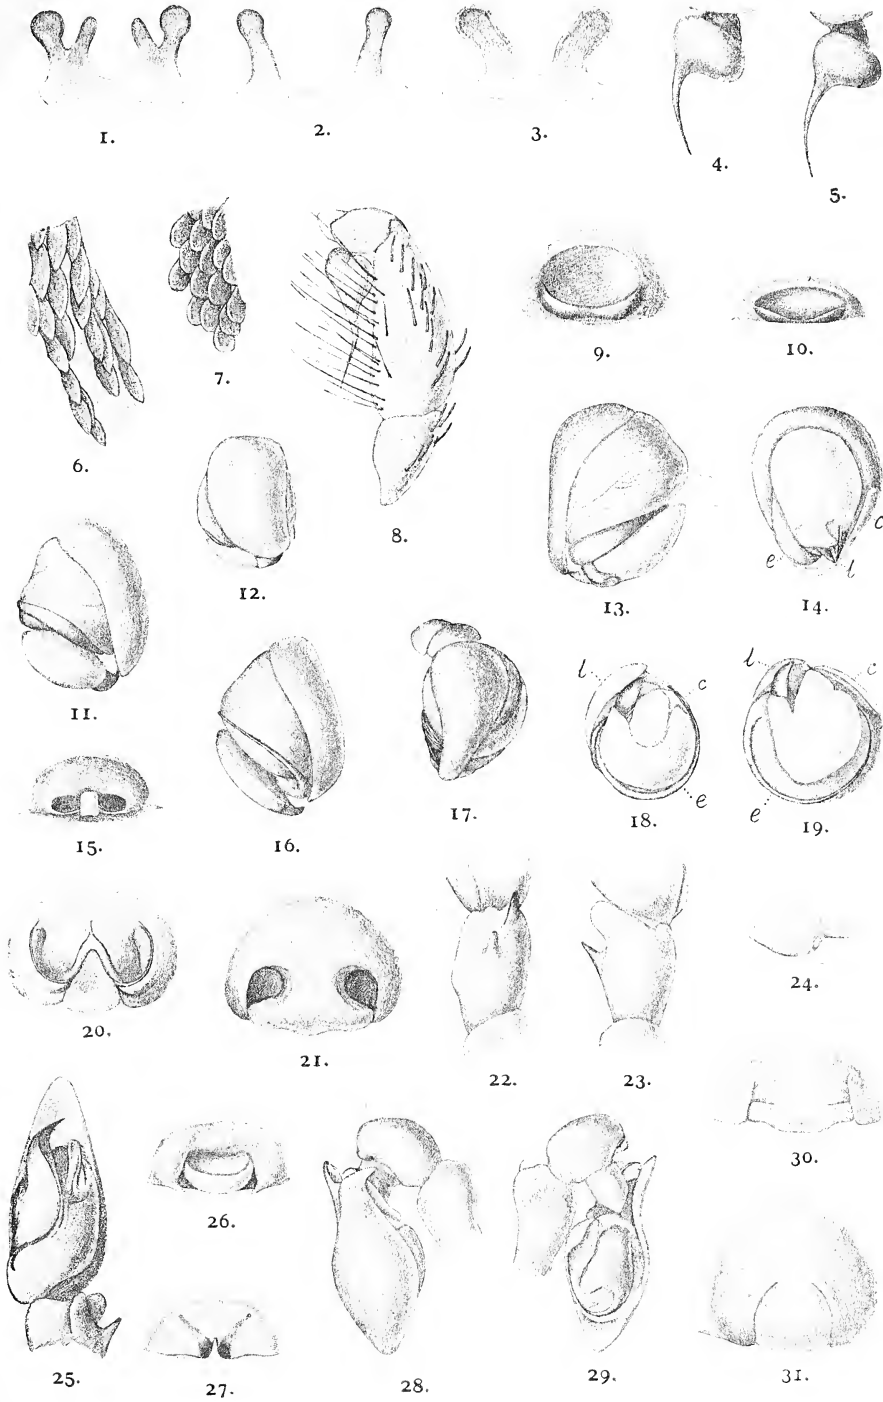 1. 2. 3. 4. 5.
6. 7. 8. 9. 10.
11. 12. 13. e l c 14.
15. 16. 17. l c e 18. l c e 19.
20. 21. 22. 23. 24.
25. 26. 27. 28. 29. 30. 31.